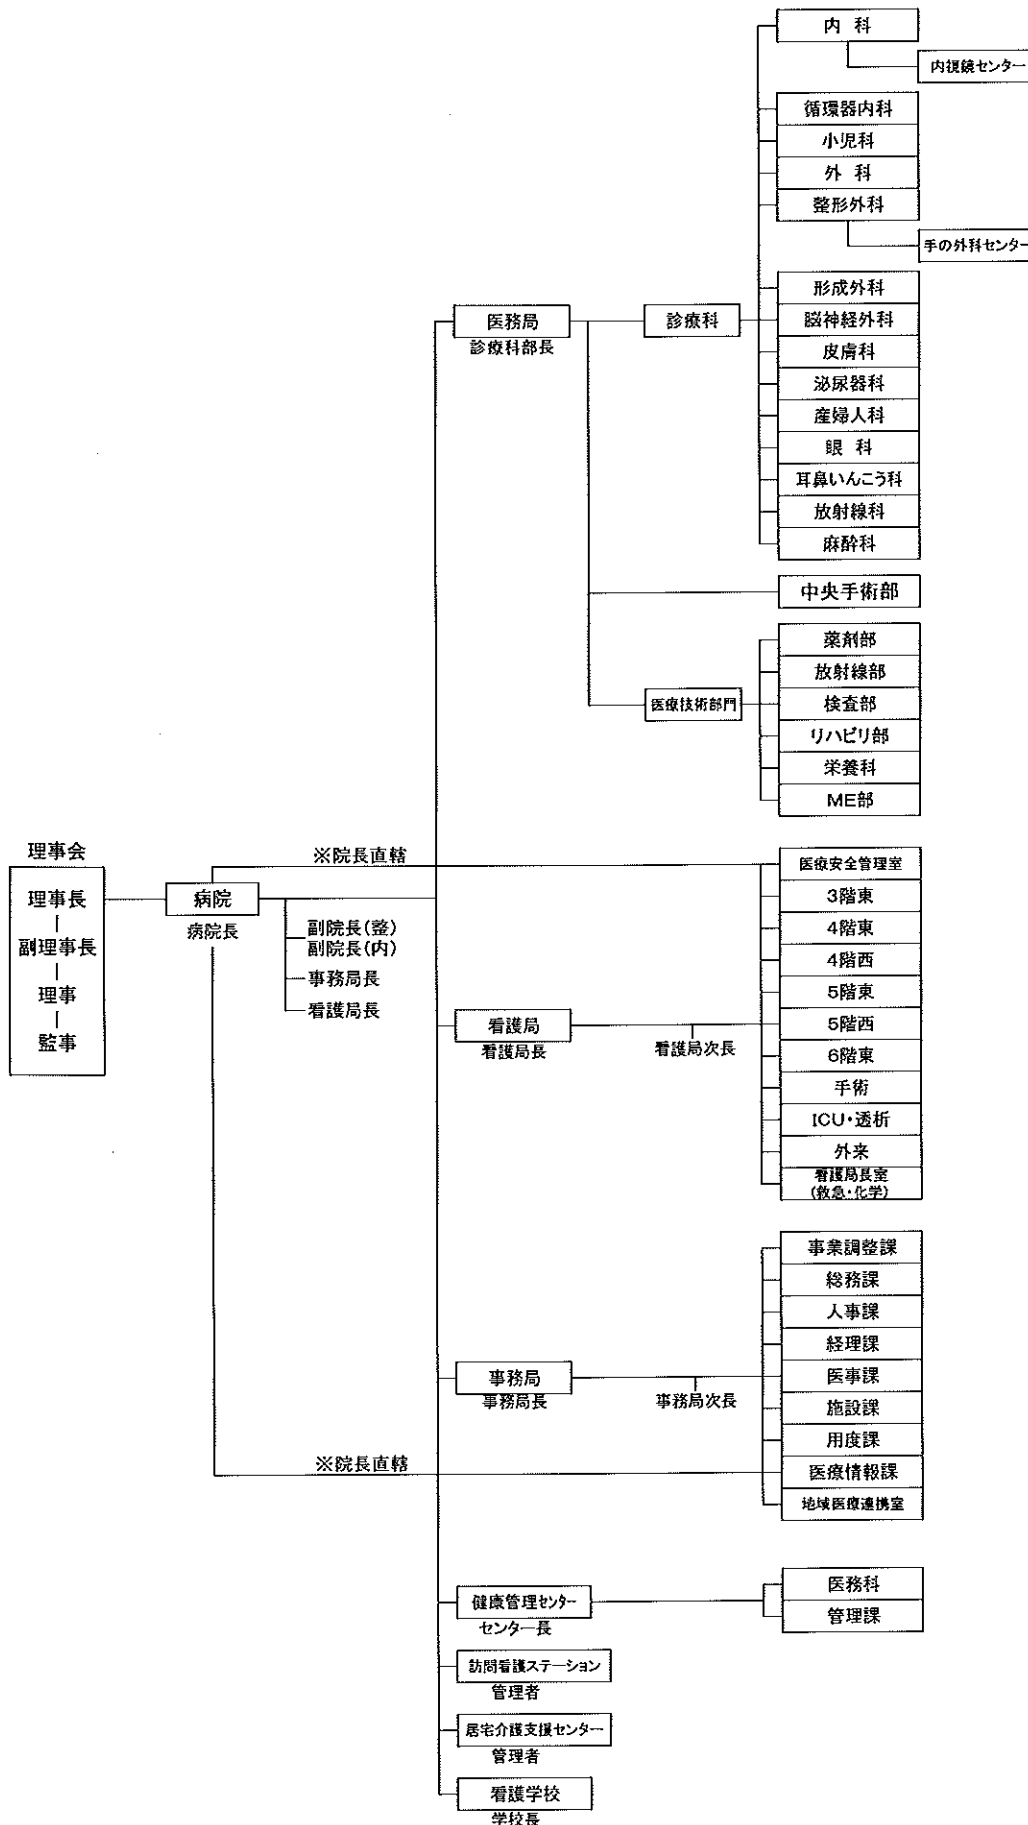 内 科
内視鏡センター
循環器内科
小児科
外 科
整形外科
手の外科センター
医務局
診療科部長
診療科
形成外科
脳神経外科
皮膚科
泌尿器科
産婦人科
眼 科
耳鼻いんこう科
放射線科
麻酔科
中央手術部
医療技術部門
薬剤部
放射線部
検査部
リハビリ部
栄養科
ME部
理事会
理事長
副理事長
理事
監事
病院
病院長
※院長直轄
副院長(整)
副院長(内)
事務局長
看護局長
看護局
看護局長
看護局次長
医療安全管理室
3階東
4階東
4階西
5階東
5階西
6階東
手術
ICU・透析
外来
看護局長室
(救急・化学)
事務局
事務局長
事務局次長
※院長直轄
事業調整課
総務課
人事課
経理課
医事課
施設課
用度課
医療情報課
地域医療連携室
健康管理センター
センター長
医務科
管理課
訪問看護ステーション
管理者
居宅介護支援センター
管理者
看護学校
学校長